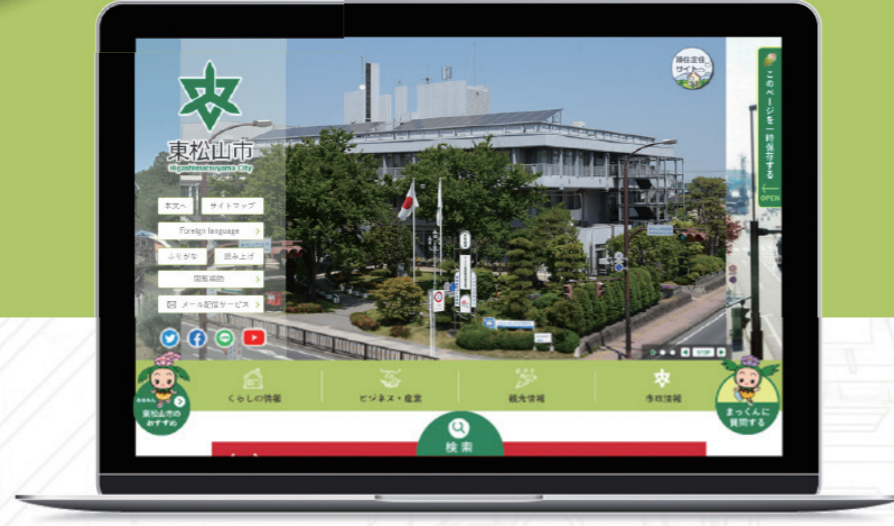 東松山市
Higashimatsuyama City
本文へ
サイトマップ
Foreign language
ふりがな
読み上げ
閲覧補助
メール配信サービス
移住定住
サイトへ
このページを一時保存する
OPEN
STOP
くらしの情報
ビジネス・産業
観光情報
市政情報
東松山市の
おすすめ
まっくんに
質問する
検索